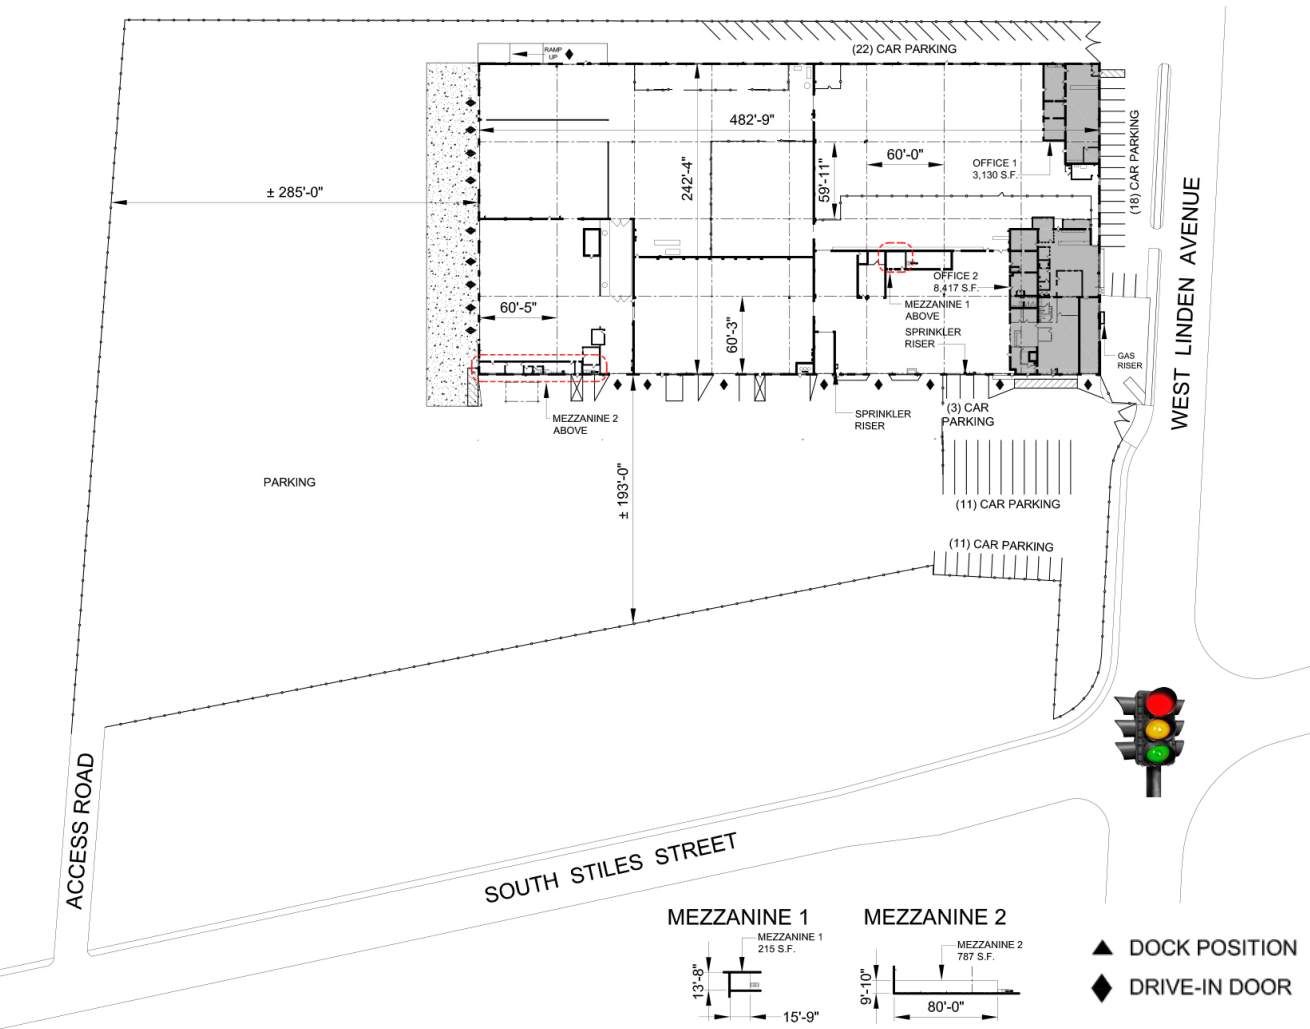 RAMP
UP
(22) CAR PARKING
482'-9"
242'-4"
59'-11"
60'-0"
OFFICE 1
3,130 S.F.
(18) CAR PARKING
± 285'-0"
WEST LINDEN AVENUE
OFFICE 2
8,417 S.F.
MEZZANINE 1
ABOVE
60'-5"
60'-3"
SPRINKLER
RISER
GAS
RISER
MEZZANINE 2
ABOVE
SPRINKLER
RISER
(3) CAR
PARKING
PARKING
± 193'-0"
(11) CAR PARKING
(11) CAR PARKING
ACCESS ROAD
SOUTH STILES STREET
MEZZANINE 1
MEZZANINE 1
215 S.F.
13'-8"
15'-9"
MEZZANINE 2
MEZZANINE 2
787 S.F.
9'-10"
80'-0"
DOCK POSITION
DRIVE-IN DOOR